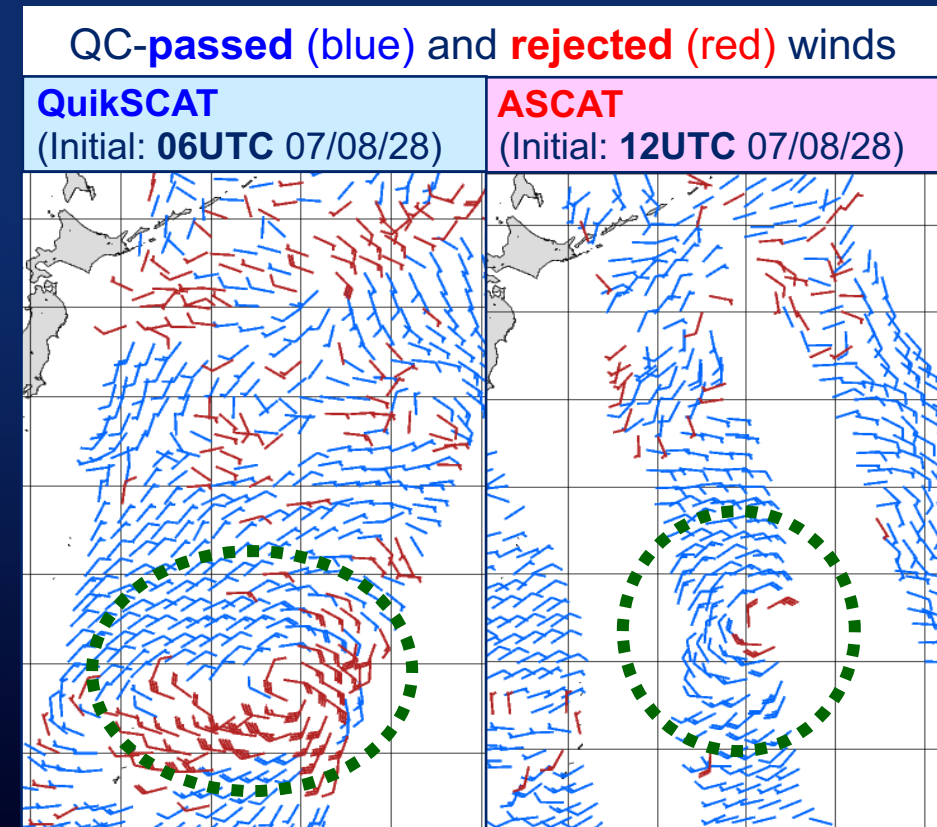 QC-passed (blue) and rejected (red) winds
QuikSCAT
(Initial: 06UTC 07/08/28)
ASCAT
(Initial: 12UTC 07/08/28)